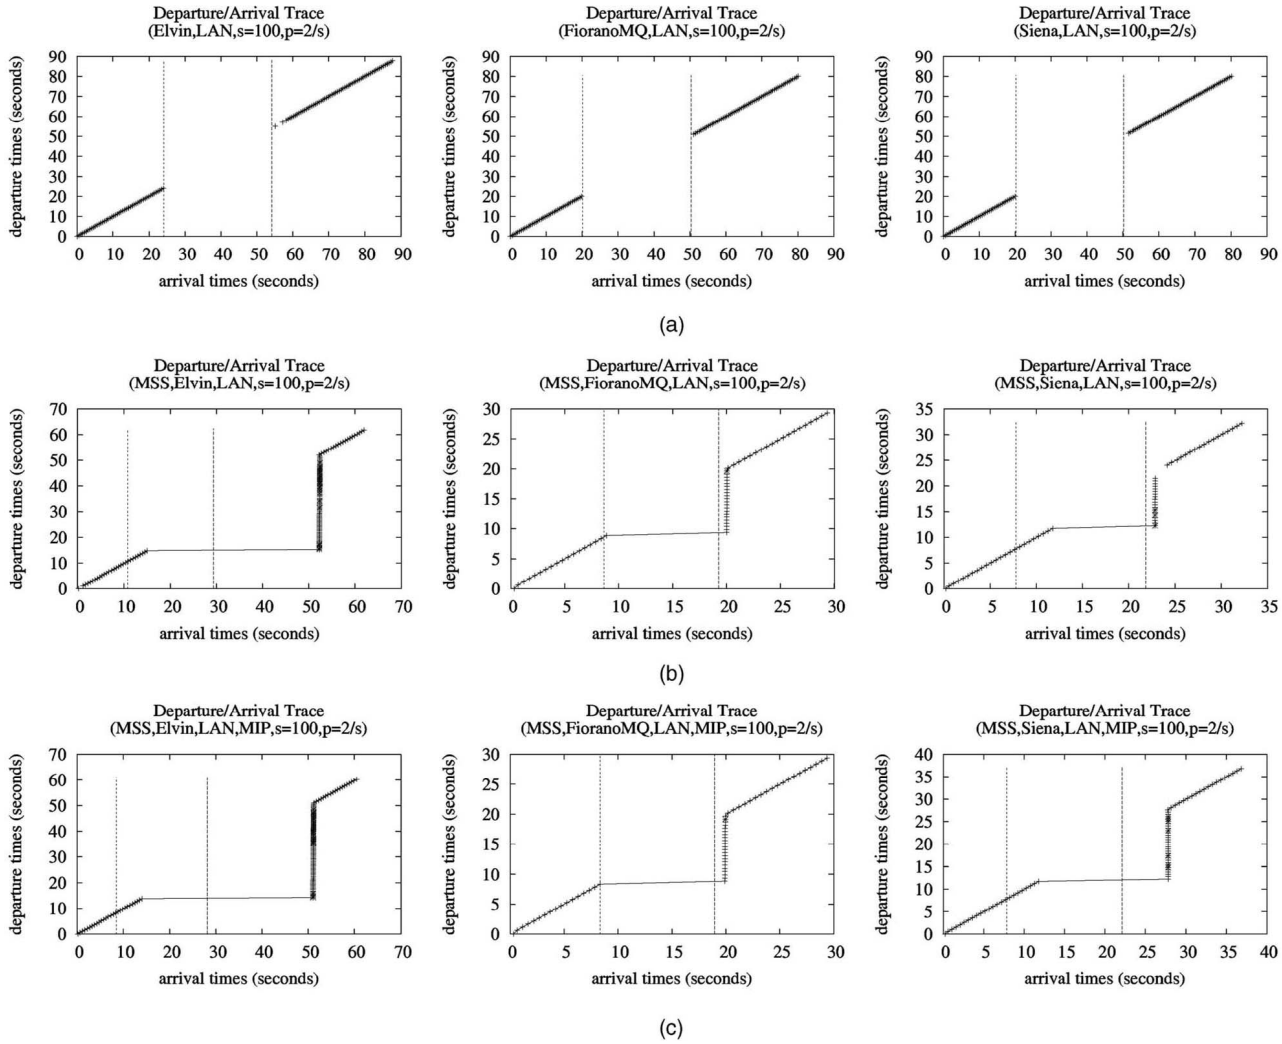 Departure/Arrival Trace
(Elvin,LAN,s=100,p=2/s)
departure times (seconds)
90
80
70
60
50
40
30
20
10
0
0 10 20 30 40 50 60 70 80 90
arrival times (seconds)
Departure/Arrival Trace
(FioranoMQ,LAN,s=100,p=2/s)
departure times (seconds)
90
80
70
60
50
40
30
20
10
0
0 10 20 30 40 50 60 70 80 90
arrival times (seconds)
Departure/Arrival Trace
(Siena,LAN,s=100,p=2/s)
departure times (seconds)
90
80
70
60
50
40
30
20
10
0
0 10 20 30 40 50 60 70 80 90
arrival times (seconds)
(a)
Departure/Arrival Trace
(MSS,Elvin,LAN,s=100,p=2/s)
departure times (seconds)
70
60
50
40
30
20
10
0
0 10 20 30 40 50 60 70
arrival times (seconds)
Departure/Arrival Trace
(MSS,FioranoMQ,LAN,s=100,p=2/s)
departure times (seconds)
30
25
20
15
10
5
0
0 5 10 15 20 25 30
arrival times (seconds)
Departure/Arrival Trace
(MSS,Siena,LAN,s=100,p=2/s)
departure times (seconds)
35
30
25
20
15
10
5
0
0 5 10 15 20 25 30 35
arrival times (seconds)
(b)
Departure/Arrival Trace
(MSS,Elvin,LAN,MIP,s=100,p=2/s)
departure times (seconds)
70
60
50
40
30
20
10
0
0 10 20 30 40 50 60 70
arrival times (seconds)
Departure/Arrival Trace
(MSS,FioranoMQ,LAN,MIP,s=100,p=2/s)
departure times (seconds)
30
25
20
15
10
5
0
0 5 10 15 20 25 30
arrival times (seconds)
Departure/Arrival Trace
(MSS,Siena,LAN,MIP,s=100,p=2/s)
departure times (seconds)
40
35
30
25
20
15
10
5
0
0 5 10 15 20 25 30 35 40
arrival times (seconds)
(c)